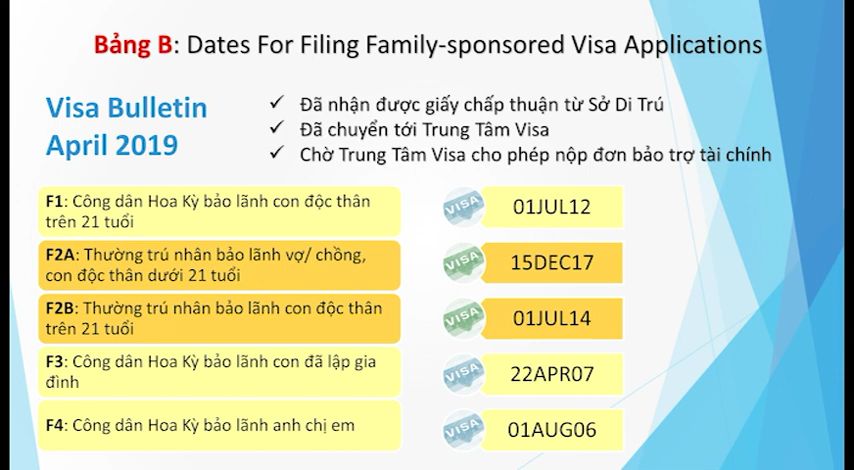 Bảng B: Dates For Filing Family-sponsored Visa Applications
Visa Bulletin
April 2019
✓ Đã nhận được giấy chấp thuận từ Sở Di Trú
✓ Đã chuyển tới Trung Tâm Visa
✓ Chờ Trung Tâm Visa cho phép nộp đơn bảo trợ tài chính
F1: Công dân Hoa Kỳ bảo lãnh con độc thân
trên 21 tuổi
VISA
01JUL12
F2A: Thường trú nhân bảo lãnh vợ/ chồng,
con độc thân dưới 21 tuổi
VISA
15DEC17
F2B: Thường trú nhân bảo lãnh con độc thân
trên 21 tuổi
VISA
01JUL14
F3: Công dân Hoa Kỳ bảo lãnh con đã lập gia
đình
VISA
22APR07
F4: Công dân Hoa Kỳ bảo lãnh anh chị em
VISA
01AUG06